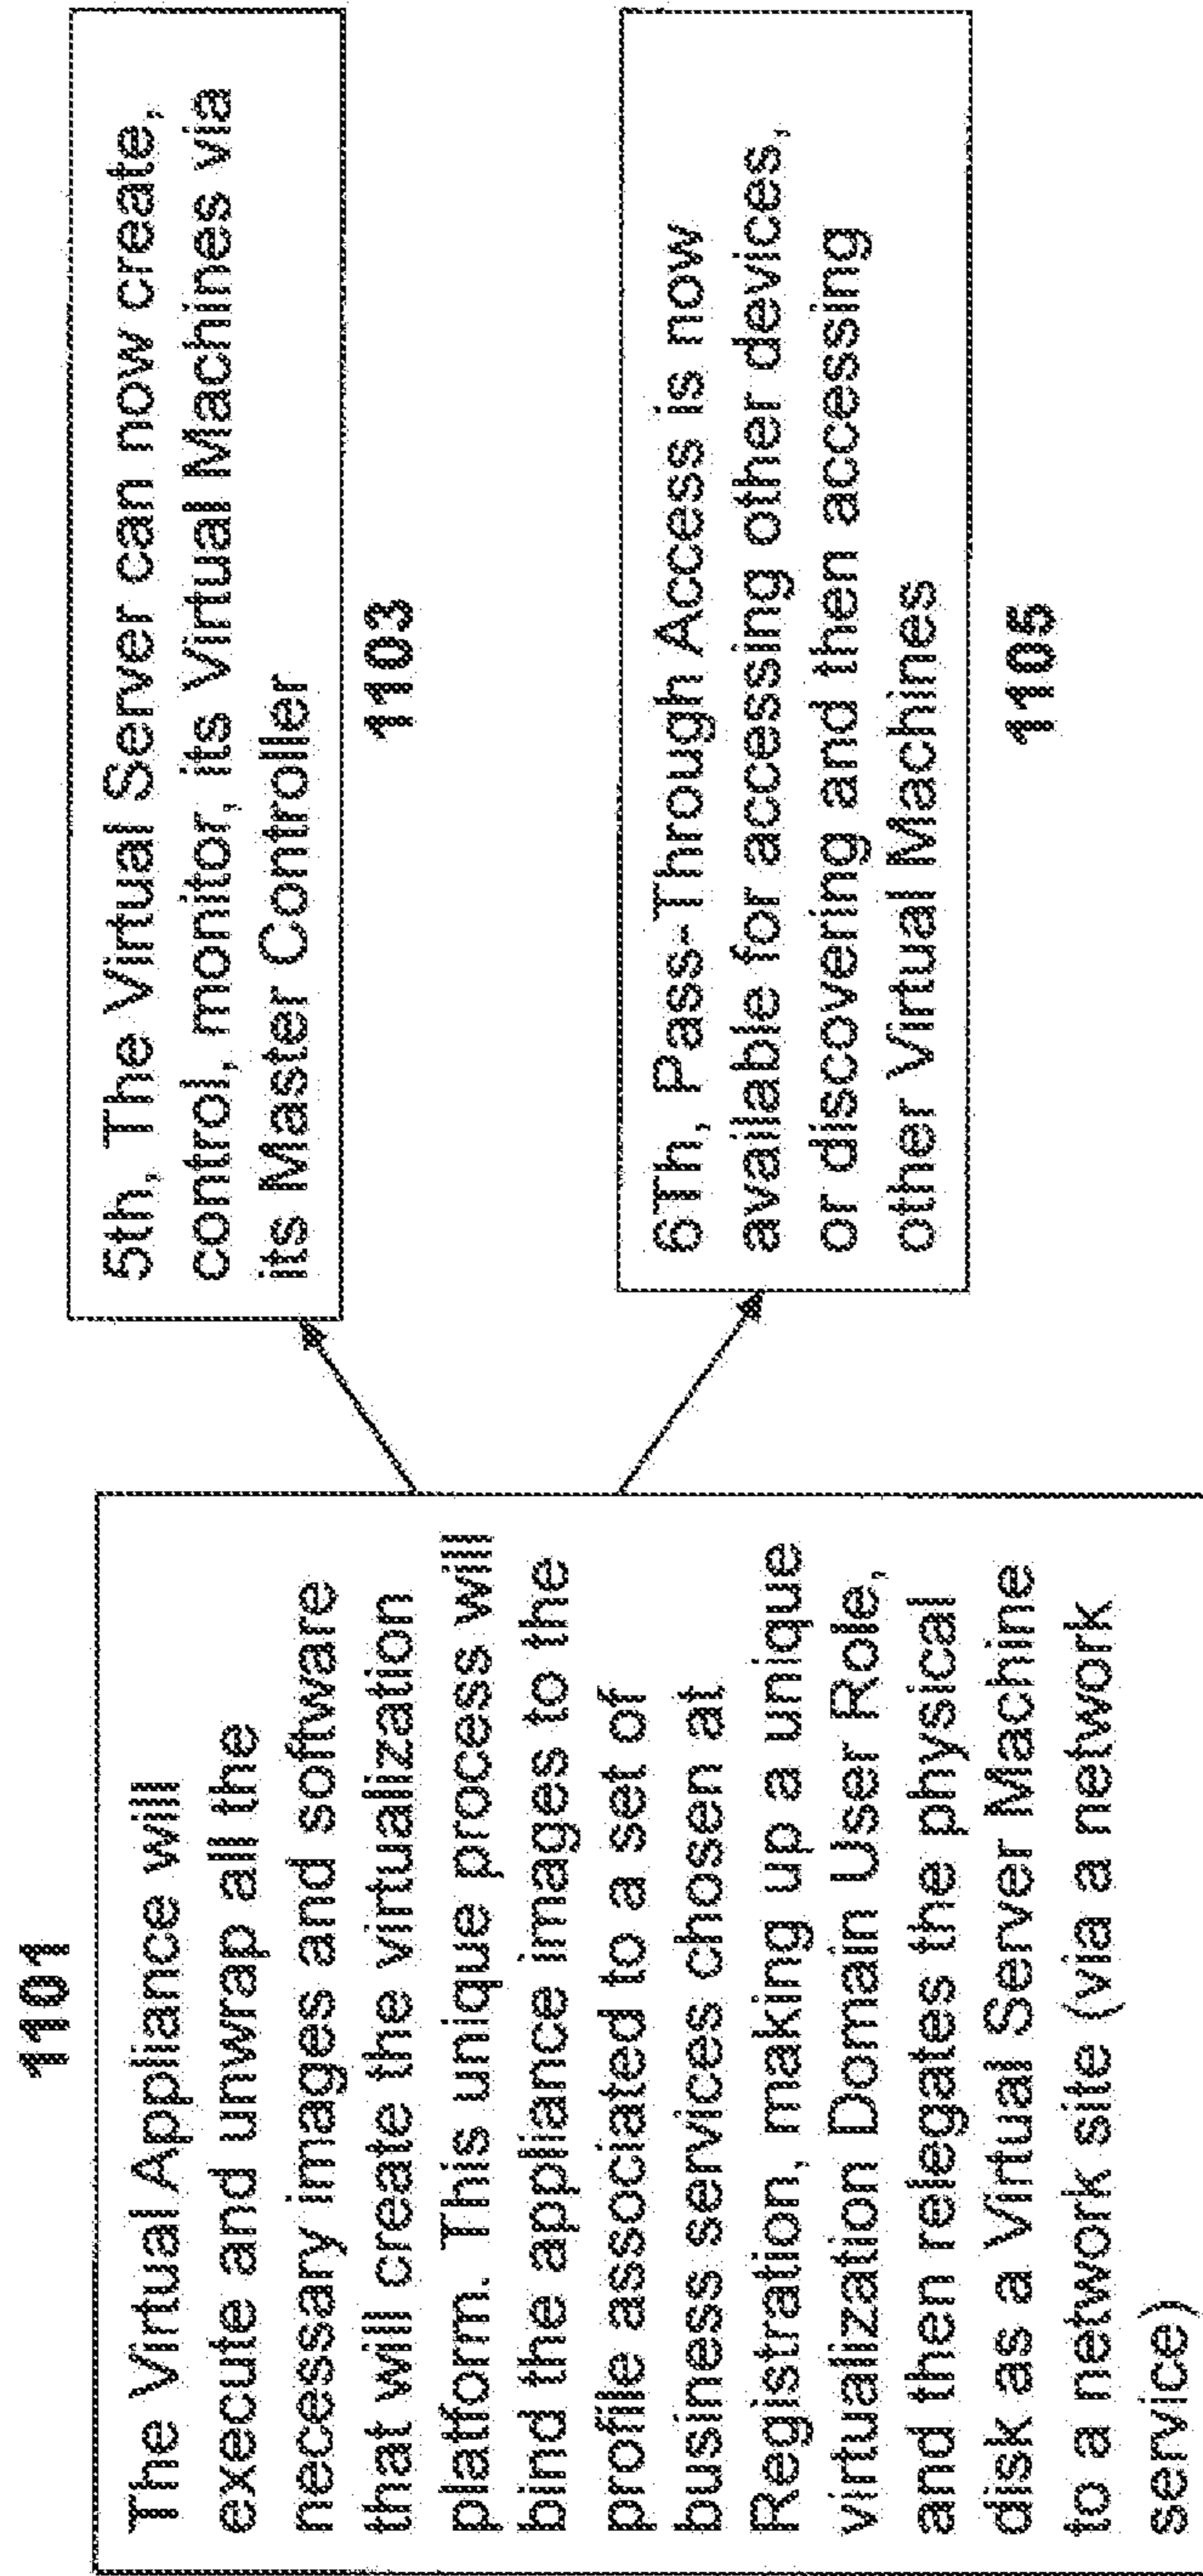 1101
The Virtual Appliance will
execute and unwrap all the
necessary images and software
that will create the virtualization
platform. This unique process will
bind the appliance images to the
profile associated to a set of
business services chosen at
Registration, making up a unique
virtualization Domain User Role,
and then relegates the physical
disk as a Virtual Server Machine
to a network site (via a network
service)
5th, The Virtual Server can now create,
control, monitor, its Virtual Machines via
its Master Controller
1103
6Th, Pass-Through Access is now
available for accessing other devices,
or discovering and then accessing
other Virtual Machines
1105